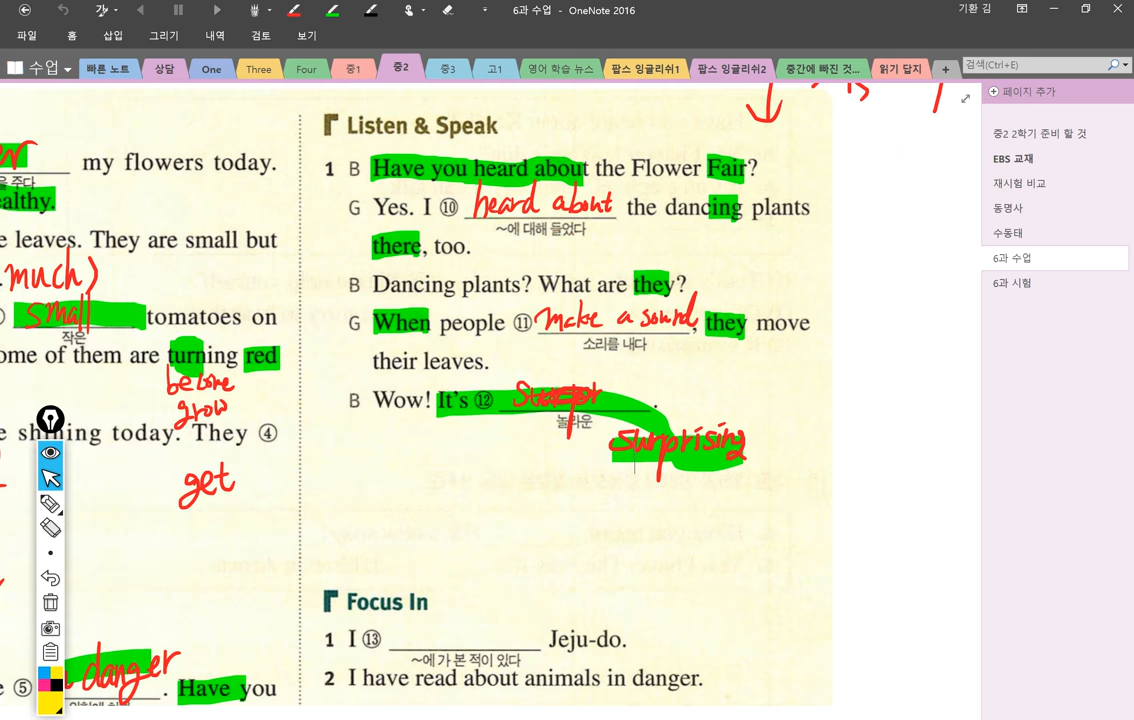 6과 수업 - OneNote 2016
기환 김
파일 홈 삽입 그리기 내역 검토 보기
수업 빠른 노트 상담 One Three Four 중1 중2 중3 고1 영어 학습 뉴스 팝스 잉글리쉬1 팝스 잉글리쉬2 중간에 빠진 것... 읽기 답지 + 검색(Ctrl+E)
페이지 추가
중2 2학기 준비 할 것
EBS 교재
재시험 비교
동명사
수동태
6과 수업
6과 시험
my flowers today.
을 주다
ealthy.
e leaves. They are small but
much)
small tomatoes on
작은
ome of them are turning red
become
grow
e shining today. They ④
get
danger
e ⑤ . Have you
Listen & Speak
1 B Have you heard about the Flower Fair?
G Yes. I ⑩ heard about the dancing plants
~에 대해 들었다
there, too.
B Dancing plants? What are they?
G When people ⑪ make a sound, they move
소리를 내다
their leaves.
B Wow! It's ⑫ .
놀라운
surprising
Focus In
1 I ⑬ Jeju-do.
~에 가 본 적이 있다
2 I have read about animals in danger.